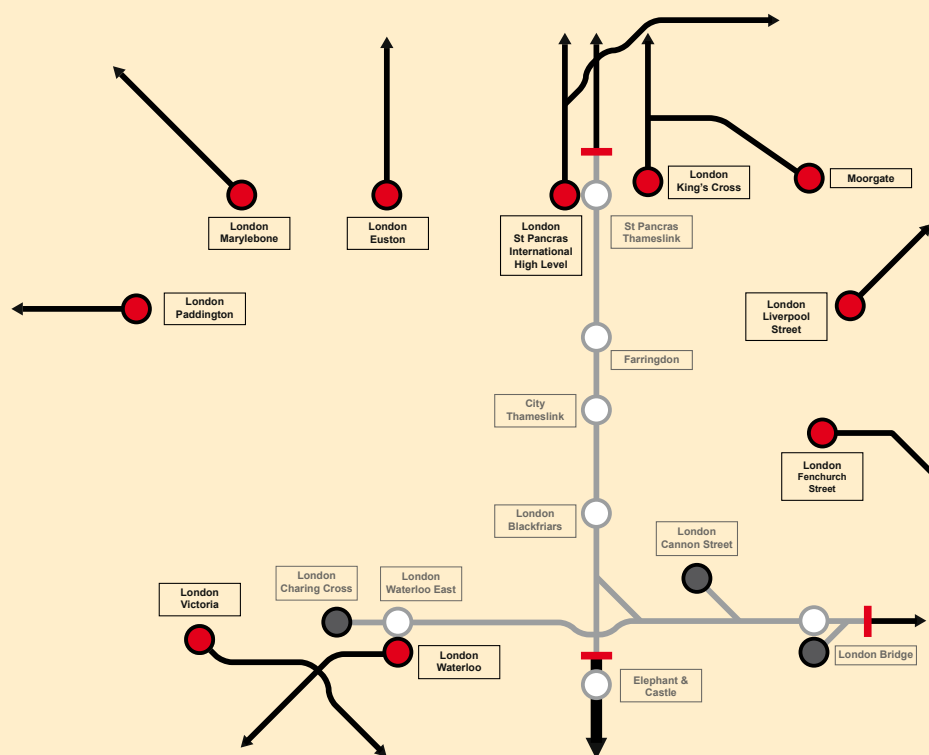 London
King's Cross
Moorgate
London
Marylebone
London
Euston
London
St Pancras
International
High Level
St Pancras
Thameslink
London
Paddington
London
Liverpool
Street
Farringdon
City
Thameslink
London
Fenchurch
Street
London
Blackfriars
London
Cannon Street
London
Charing Cross
London
Waterloo East
London
Victoria
London
Waterloo
London Bridge
Elephant &
Castle